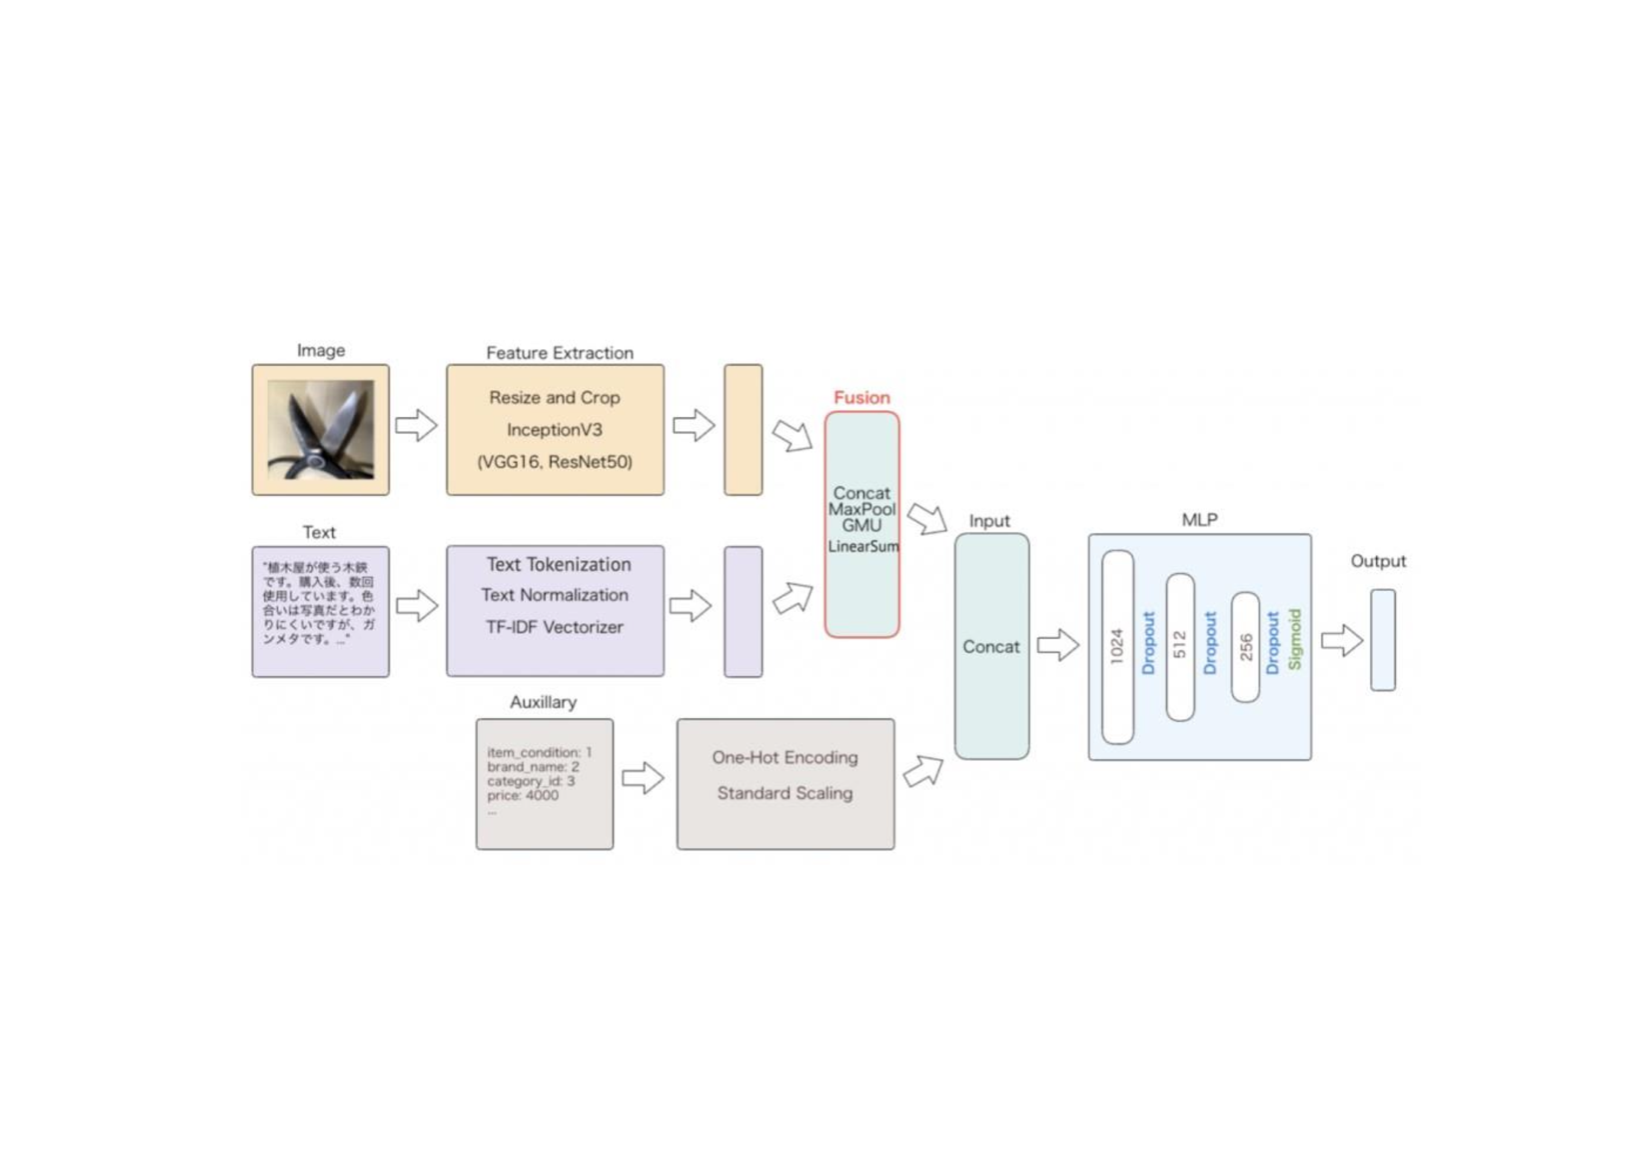 Image
Feature Extraction
Resize and Crop
InceptionV3
(VGG16, ResNet50)
Fusion
Concat
MaxPool
GMU
LinearSum
Text
"植木屋が使う木鋏
です。購入後、数回
使用しています。色
合いは写真だとわか
りにくいですが、ガ
ンメタです。..."
Text Tokenization
Text Normalization
TF-IDF Vectorizer
Auxillary
item_condition: 1
brand_name: 2
category_id: 3
price: 4000
...
One-Hot Encoding
Standard Scaling
Input
Concat
MLP
1024
Dropout
512
Dropout
256
Dropout
Sigmoid
Output